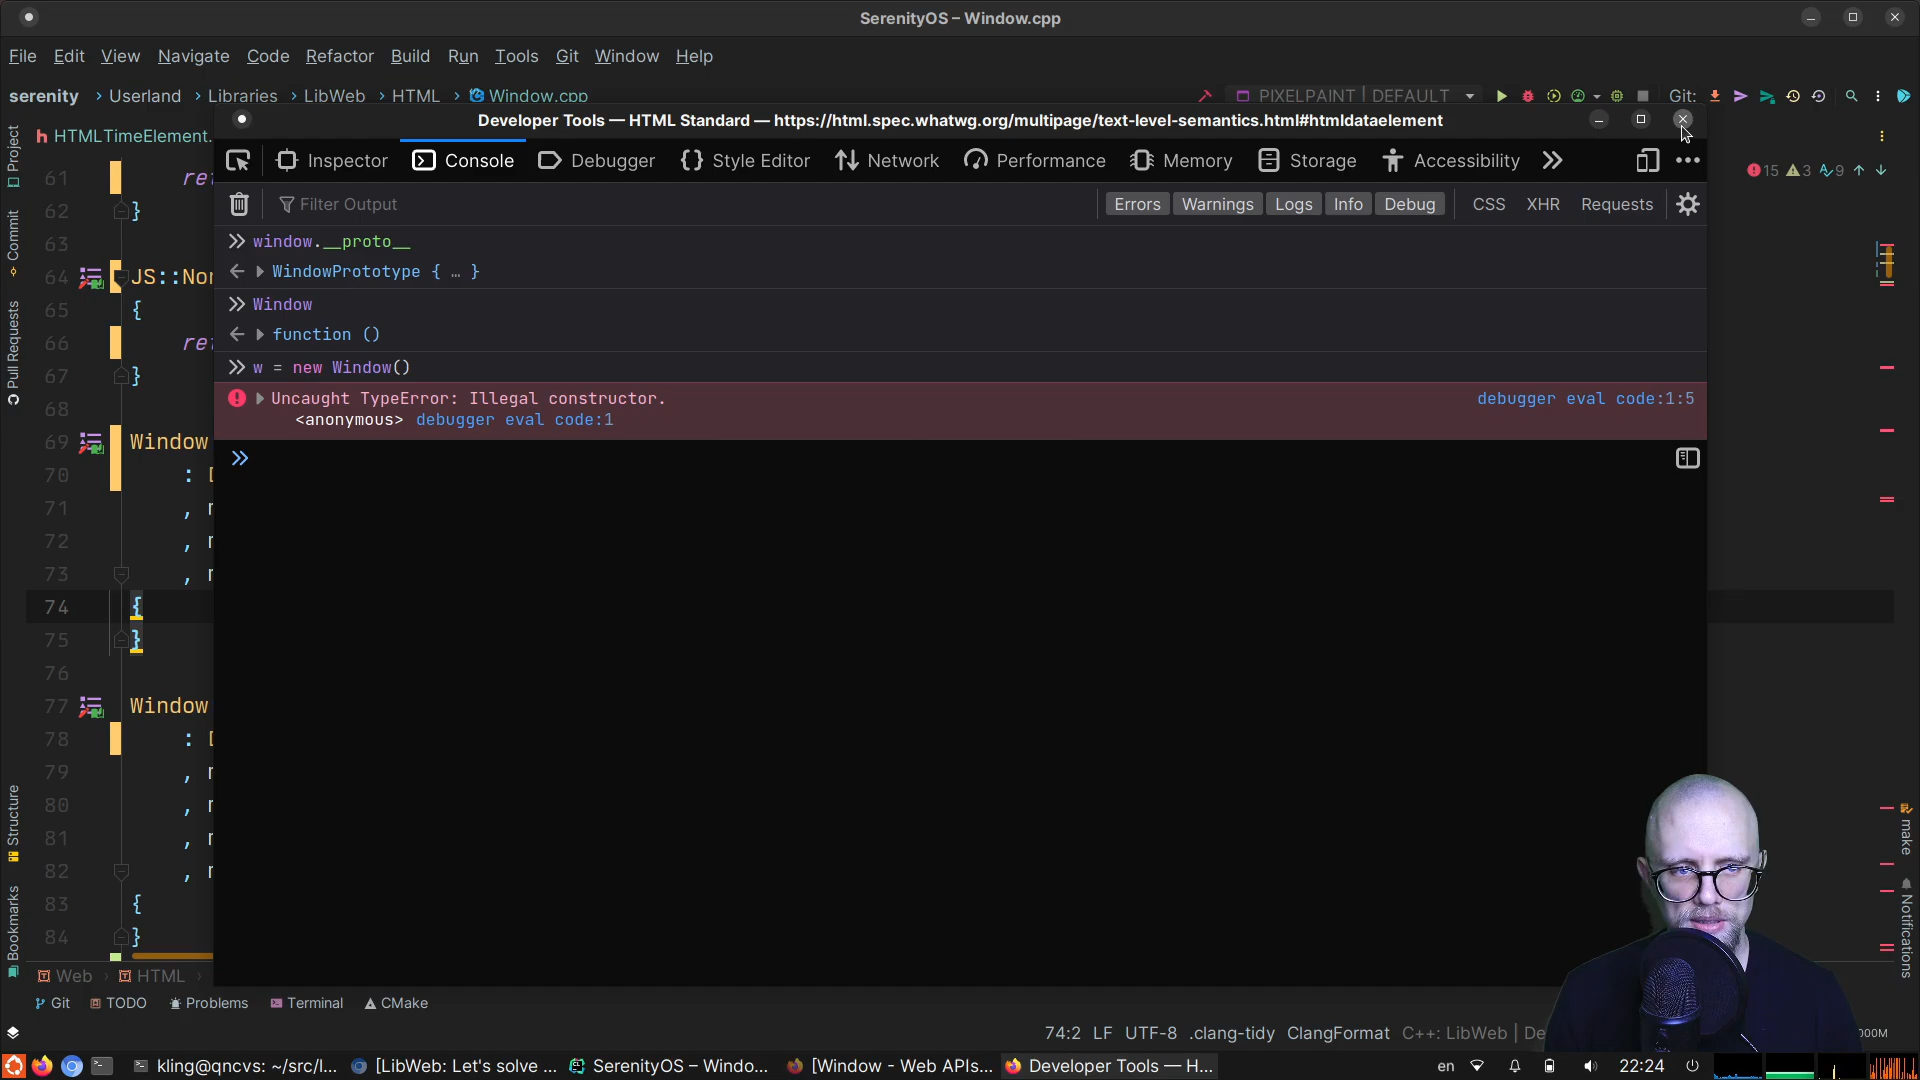 SerenityOS – Window.cpp
File Edit View Navigate Code Refactor Build Run Tools Git Window Help
serenity › Userland › Libraries › LibWeb › HTML › Window.cpp
PIXELPAINT | DEFAULT
Git:
Developer Tools — HTML Standard — https://html.spec.whatwg.org/multipage/text-level-semantics.html#htmldataelement
HTMLTimeElement.
Inspector Console Debugger Style Editor Network Performance Memory Storage Accessibility
15 3 9
Filter Output
Errors Warnings Logs Info Debug CSS XHR Requests
window.__proto__
WindowPrototype { … }
Window
function ()
w = new Window()
Uncaught TypeError: Illegal constructor.
debugger eval code:1:5
<anonymous> debugger eval code:1
Project
Commit
Pull Requests
Structure
Bookmarks
61 ret
62 }
63
64 JS::Non
65 {
66 ret
67 }
68
69 Window
70 :
71 ,
72 ,
73 ,
74 {
75 }
76
77 Window
78 :
79 ,
80 ,
81 ,
82 ,
83 {
84 }
make
Notifications
Web › HTML ›
Git TODO Problems Terminal CMake
74:2 LF UTF-8 .clang-tidy ClangFormat C++: LibWeb | De
000M
kling@qncvs: ~/src/l... [LibWeb: Let's solve ... SerenityOS – Windo... [Window - Web APIs... Developer Tools — H...
en 22:24